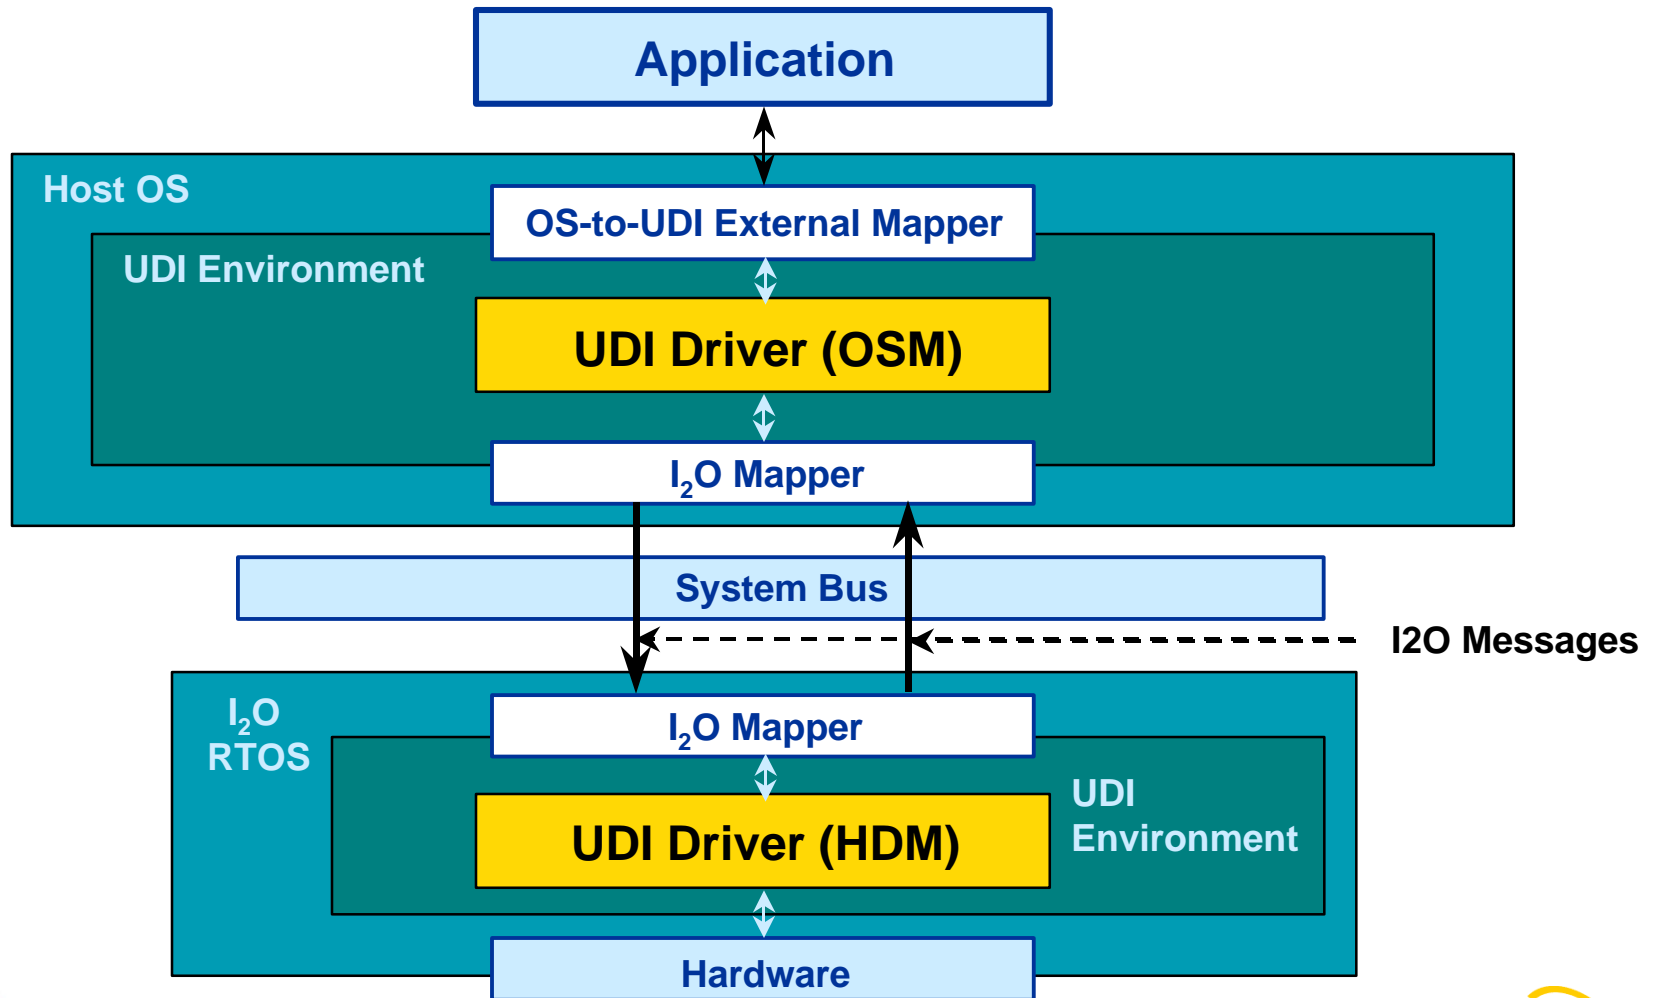 Application
Host OS
OS-to-UDI External Mapper
UDI Environment
UDI Driver (OSM)
I₂O Mapper
System Bus
I2O Messages
I₂O
RTOS
I₂O Mapper
UDI
Environment
UDI Driver (HDM)
Hardware